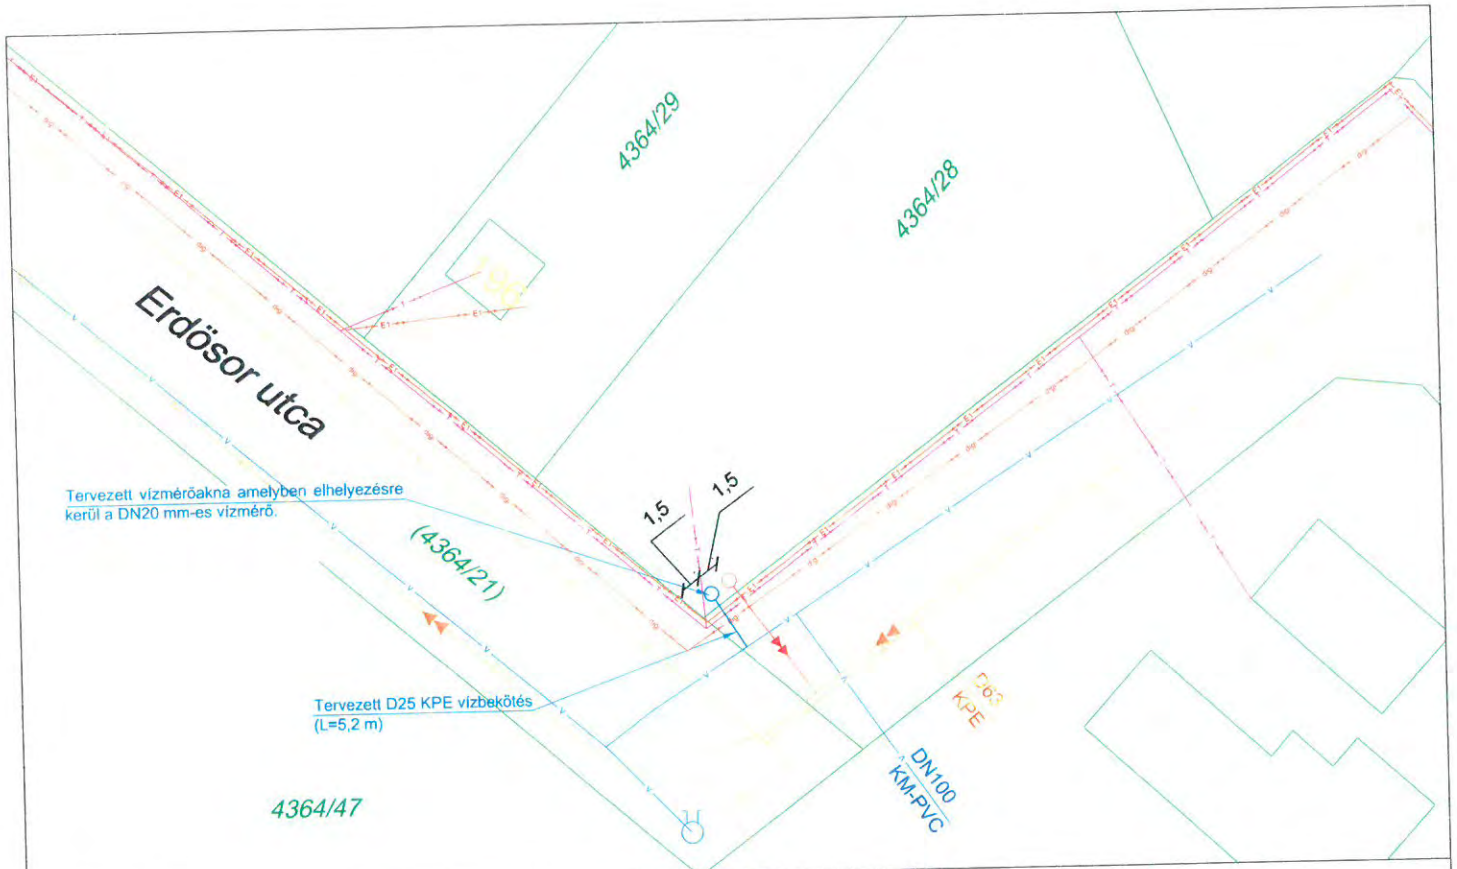 4364/29
4364/28
Erdősor utca
Tervezett vízmérőakna amelyben elhelyezésre
kerül a DN20 mm-es vízmérő.
(4364/21)
1,5
1,5
Tervezett D25 KPE vízbekötés
(L=5,2 m)
D63
KPE
DN100
KM-PVC
4364/47